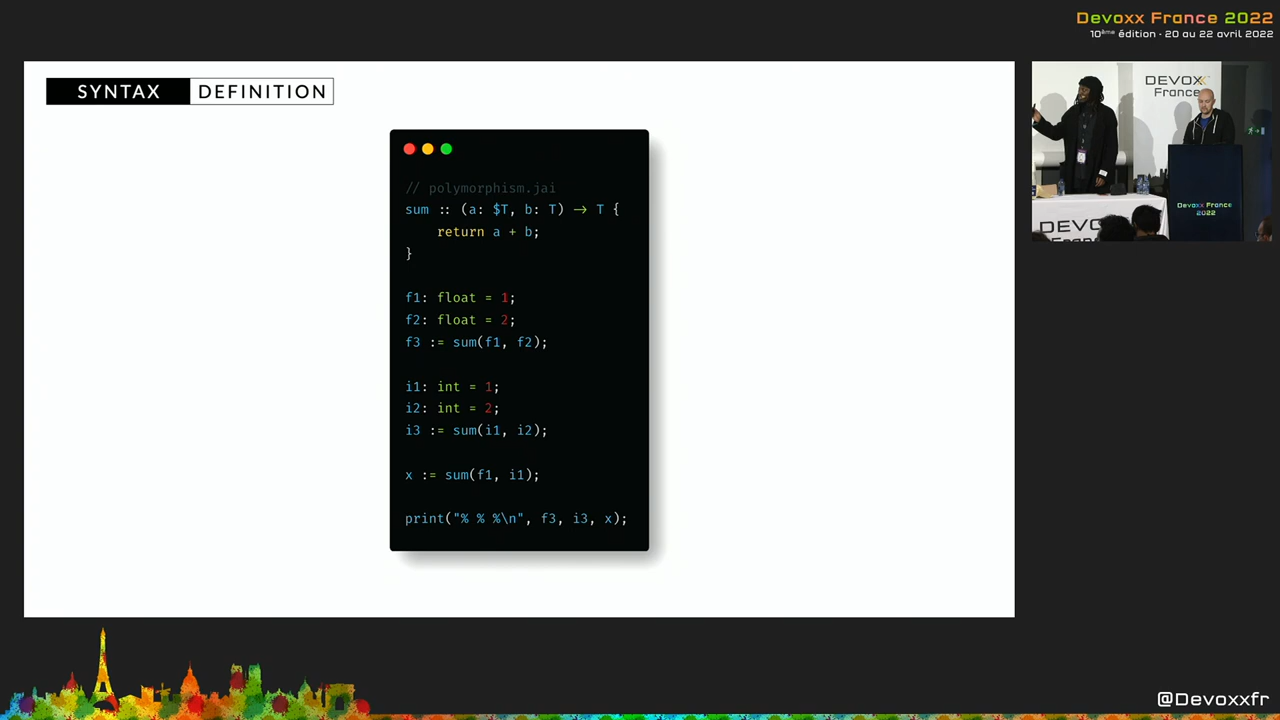 Devoxx France 2022
10ème édition · 20 au 22 avril 2022
SYNTAX DEFINITION
// polymorphism.jai
sum :: (a: $T, b: T) → T {
return a + b;
}
f1: float = 1;
f2: float = 2;
f3 := sum(f1, f2);
i1: int = 1;
i2: int = 2;
i3 := sum(i1, i2);
x := sum(f1, i1);
print("% % %\n", f3, i3, x);
DEVOXX
France
DEVO
Devoxx France
2022
@Devoxxfr